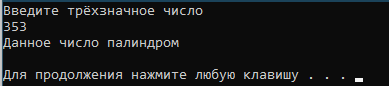 Введите трёхзначное число
353
Данное число палиндром
Для продолжения нажмите любую клавишу . . .